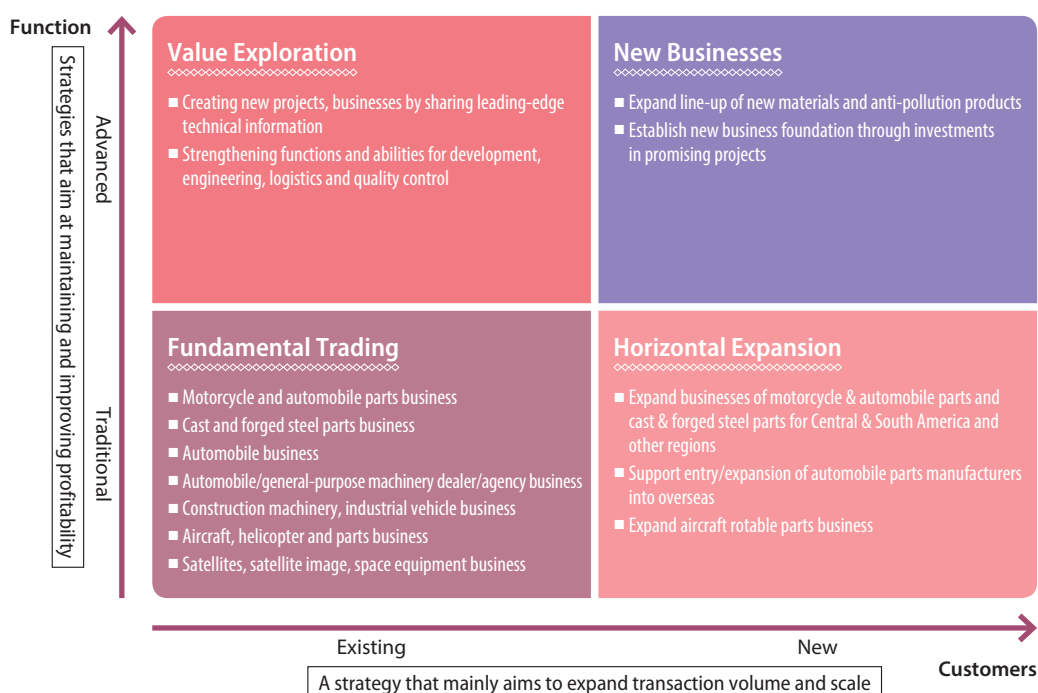 Function
Strategies that aim at maintaining and improving profitability
Advanced
Traditional
Value Exploration
■ Creating new projects, businesses by sharing leading-edge
technical information
■ Strengthening functions and abilities for development,
engineering, logistics and quality control
New Businesses
■ Expand line-up of new materials and anti-pollution products
■ Establish new business foundation through investments
in promising projects
Fundamental Trading
■ Motorcycle and automobile parts business
■ Cast and forged steel parts business
■ Automobile business
■ Automobile/general-purpose machinery dealer/agency business
■ Construction machinery, industrial vehicle business
■ Aircraft, helicopter and parts business
■ Satellites, satellite image, space equipment business
Horizontal Expansion
■ Expand businesses of motorcycle & automobile parts and
cast & forged steel parts for Central & South America and
other regions
■ Support entry/expansion of automobile parts manufacturers
into overseas
■ Expand aircraft rotable parts business
Existing
New
Customers
A strategy that mainly aims to expand transaction volume and scale